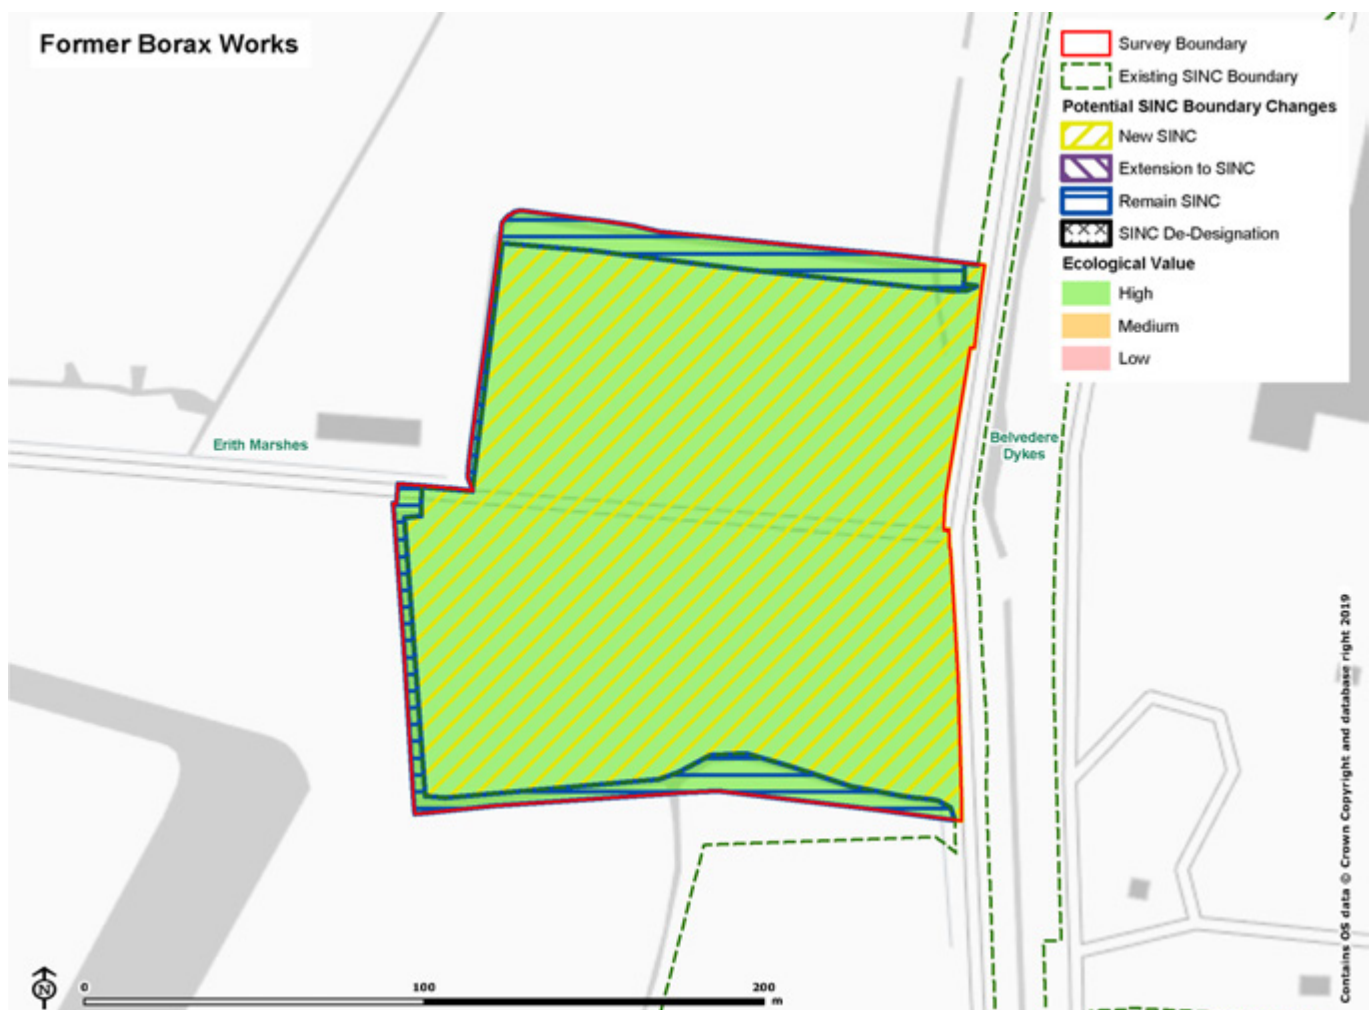 Former Borax Works
Survey Boundary
Existing SINC Boundary
Potential SINC Boundary Changes
New SINC
Extension to SINC
Remain SINC
SINC De-Designation
Ecological Value
High
Medium
Low
Erith Marshes
Belvedere
Dykes
N
0 100 200
m
Contains OS data © Crown Copyright and database right 2019